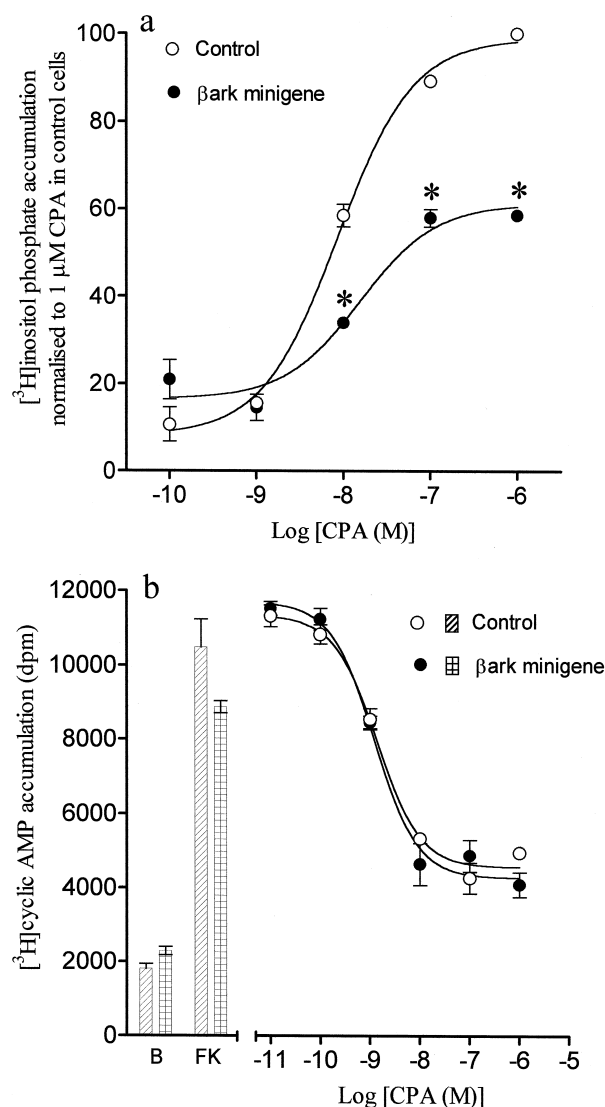 a
Control
βark minigene
[³H]inositol phosphate accumulation
normalised to 1 μM CPA in control cells
100
80
60
40
20
0
*
*
*
-10 -9 -8 -7 -6
Log [CPA (M)]
b
Control
βark minigene
[³H]cyclic AMP accumulation (dpm)
12000
10000
8000
6000
4000
2000
0
B FK
-11 -10 -9 -8 -7 -6 -5
Log [CPA (M)]